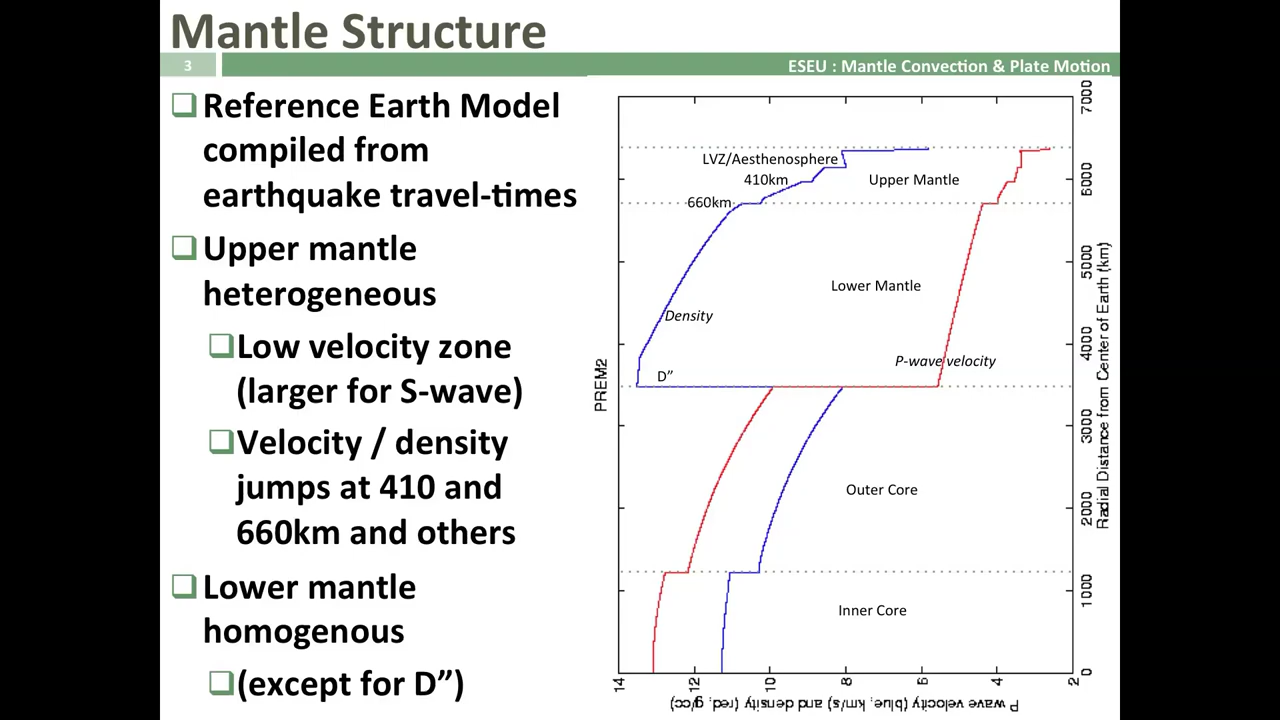 Mantle Structure
3
ESEU : Mantle Convection & Plate Motion
Reference Earth Model
compiled from
earthquake travel-times
Upper mantle
heterogeneous
Low velocity zone
(larger for S-wave)
Velocity / density
jumps at 410 and
660km and others
Lower mantle
homogenous
(except for D”)
PREM2
LVZ/Aesthenosphere
410km
Upper Mantle
660km
Lower Mantle
Density
P-wave velocity
D”
Outer Core
Inner Core
7000
6000
5000
4000
3000
2000
1000
0
Radial Distance from Center of Earth (km)
14
12
10
8
6
4
2
P wave velocity (blue, km/s) and density (red, g/cc)